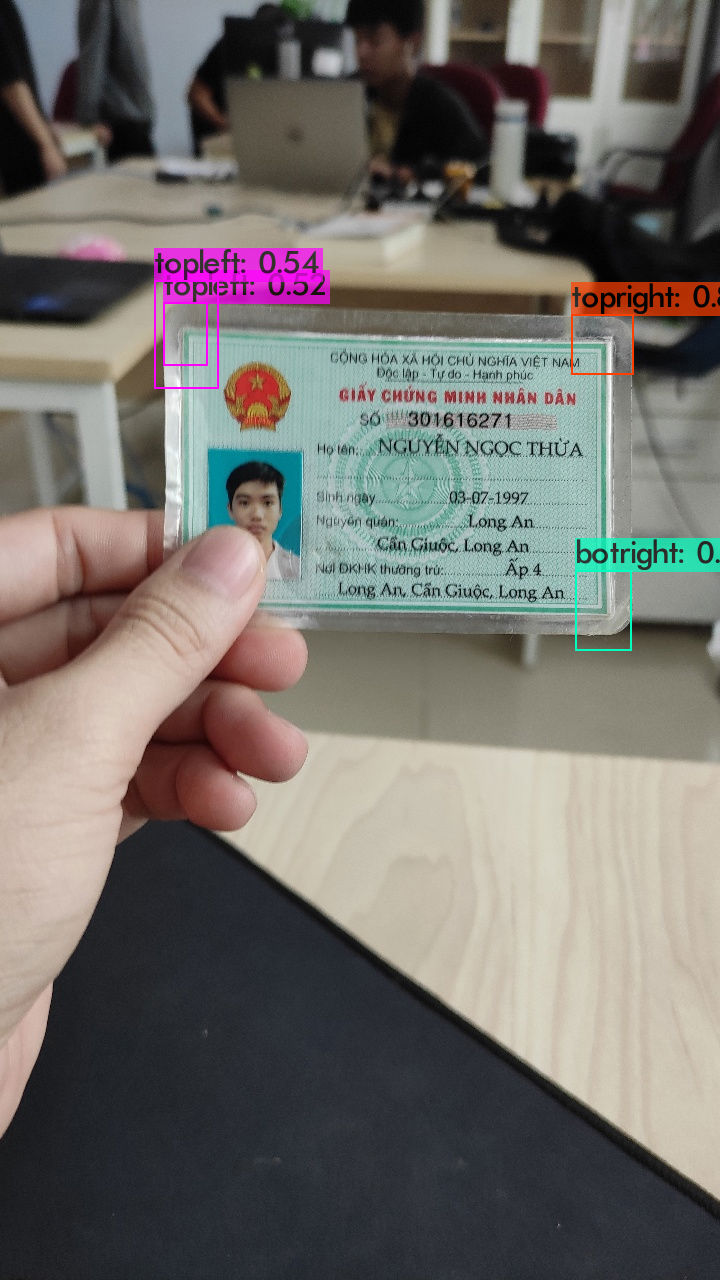 topleft: 0.54
topleft: 0.52
topright: 0.8
CỘNG HÒA XÃ HỘI CHỦ NGHĨA VIỆT NAM
Độc lập - Tự do - Hạnh phúc
GIẤY CHỨNG MINH NHÂN DÂN
SỐ 301616271
Họ tên: NGUYỄN NGỌC THỪA
Sinh ngày 03-07-1997
Nguyên quán: Long An
Cần Giuộc, Long An
Nơi ĐKHK thường trú: Ấp 4
Long An, Cần Giuộc, Long An
botright: 0.